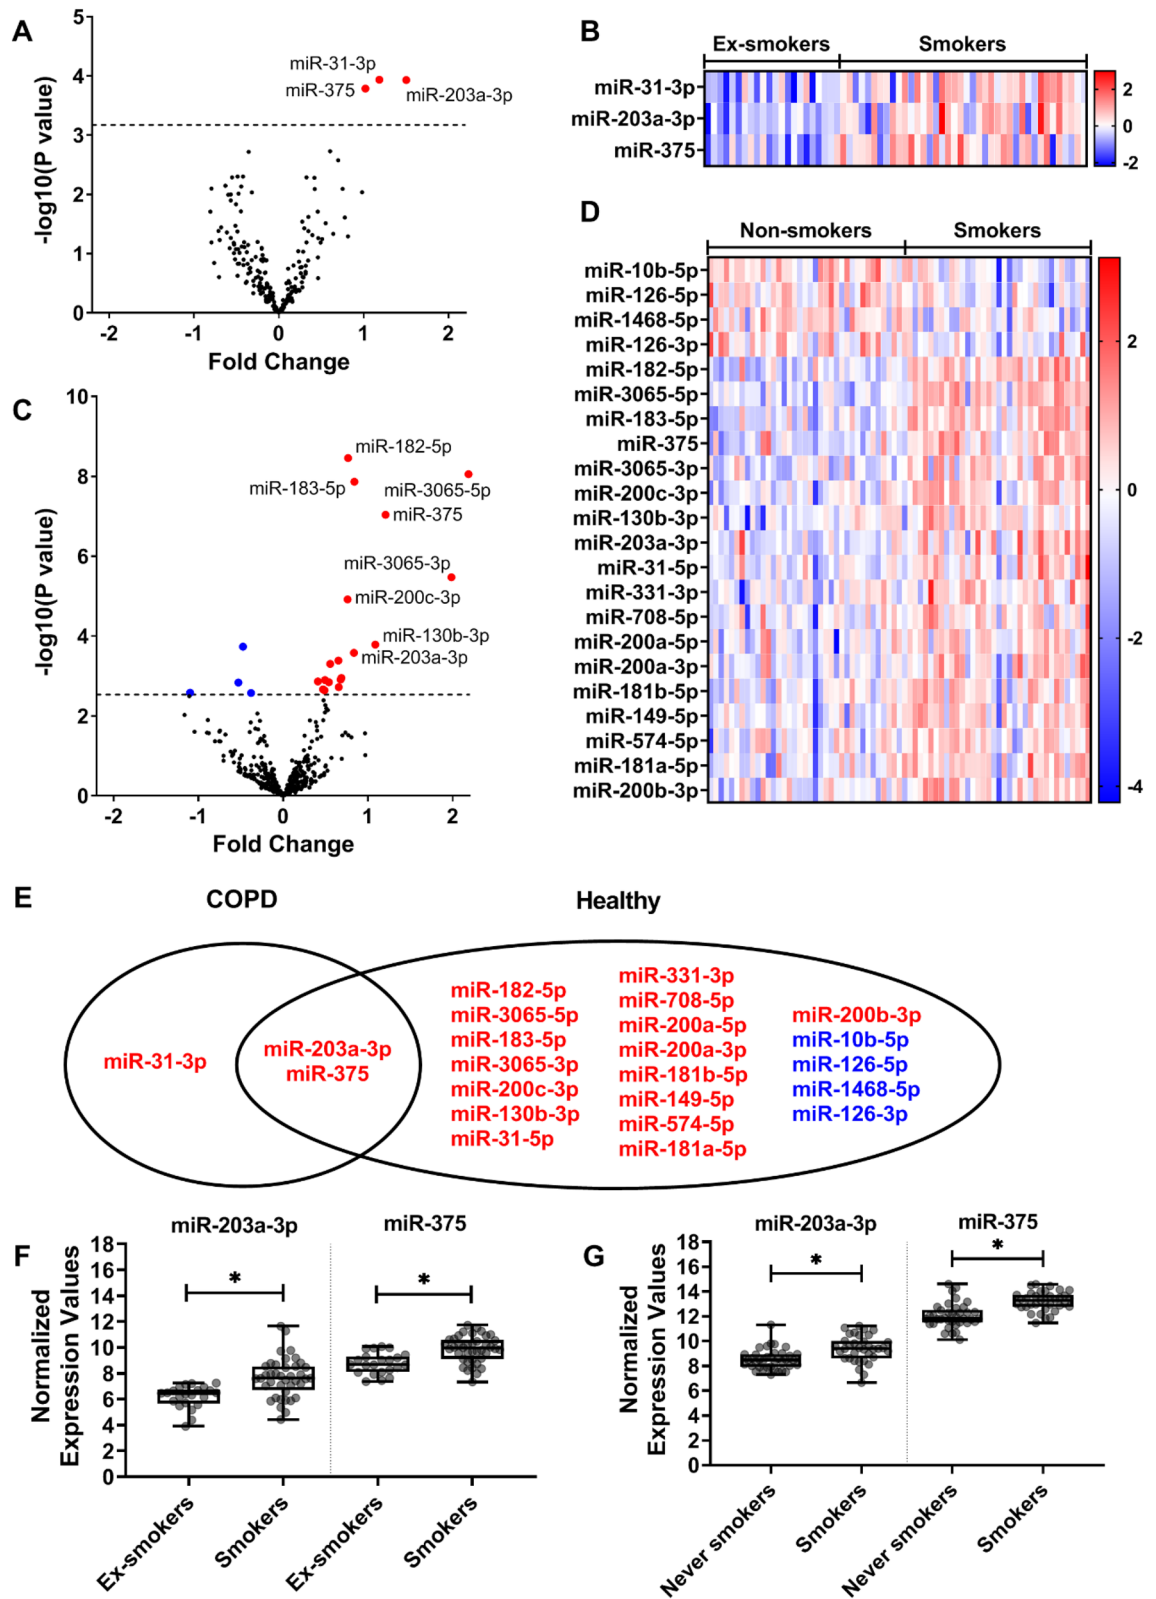 A
5
4
3
2
1
0
-log10(P value)
miR-31-3p
miR-375
miR-203a-3p
-2
-1
0
1
2
Fold Change
B
Ex-smokers
Smokers
miR-31-3p
miR-203a-3p
miR-375
2
0
-2
C
10
8
6
4
2
0
-log10(P value)
miR-182-5p
miR-183-5p
miR-3065-5p
miR-375
miR-3065-3p
miR-200c-3p
miR-130b-3p
miR-203a-3p
-2
-1
0
1
2
Fold Change
D
Non-smokers
Smokers
miR-10b-5p
miR-126-5p
miR-1468-5p
miR-126-3p
miR-182-5p
miR-3065-5p
miR-183-5p
miR-375
miR-3065-3p
miR-200c-3p
miR-130b-3p
miR-203a-3p
miR-31-5p
miR-331-3p
miR-708-5p
miR-200a-5p
miR-200a-3p
miR-181b-5p
miR-149-5p
miR-574-5p
miR-181a-5p
miR-200b-3p
2
0
-2
-4
E
COPD
Healthy
miR-31-3p
miR-203a-3p
miR-375
miR-182-5p
miR-3065-5p
miR-183-5p
miR-3065-3p
miR-200c-3p
miR-130b-3p
miR-31-5p
miR-331-3p
miR-708-5p
miR-200a-5p
miR-200a-3p
miR-181b-5p
miR-149-5p
miR-574-5p
miR-181a-5p
miR-200b-3p
miR-10b-5p
miR-126-5p
miR-1468-5p
miR-126-3p
F
miR-203a-3p
miR-375
Normalized
Expression Values
18
16
14
12
10
8
6
4
2
0
*
*
Ex-smokers
Smokers
Ex-smokers
Smokers
G
miR-203a-3p
miR-375
Normalized
Expression Values
18
16
14
12
10
8
6
4
2
0
*
*
Never smokers
Smokers
Never smokers
Smokers